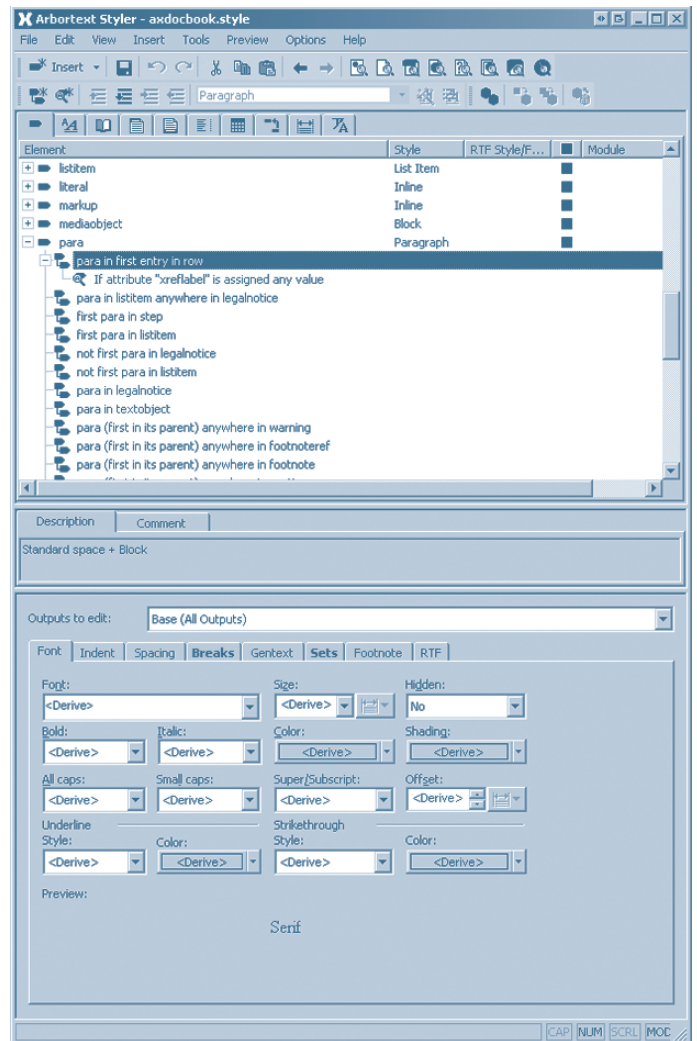 Arbortext Styler - axdocbook.style
File Edit View Insert Tools Preview Options Help
Insert
Paragraph
Element Style RTF Style/F... Module
listitem List Item
literal Inline
markup Inline
mediaobject Block
para Paragraph
para in first entry in row
If attribute "xreflabel" is assigned any value
para in listitem anywhere in legalnotice
first para in step
first para in listitem
not first para in legalnotice
not first para in listitem
para in legalnotice
para in textobject
para (first in its parent) anywhere in warning
para (first in its parent) anywhere in footnoteref
para (first in its parent) anywhere in footnote
Description Comment
Standard space + Block
Outputs to edit: Base (All Outputs)
Font Indent Spacing Breaks Gentext Sets Footnote RTF
Font: Size: Hidden:
<Derive> <Derive> No
Bold: Italic: Color: Shading:
<Derive> <Derive> <Derive> <Derive>
All caps: Small caps: Super/Subscript: Offset:
<Derive> <Derive> <Derive> <Derive>
Underline Strikethrough
Style: Color: Style: Color:
<Derive> <Derive> <Derive> <Derive>
Preview:
Serif
CAP NUM SCRL MOD